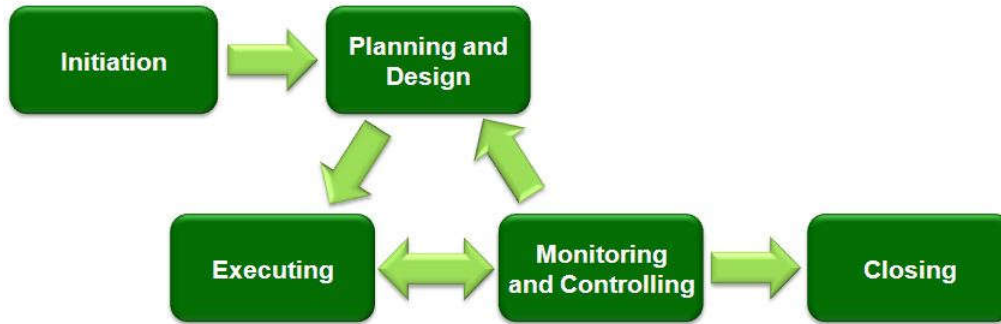 Initiation
Planning and
Design
Executing
Monitoring
and Controlling
Closing